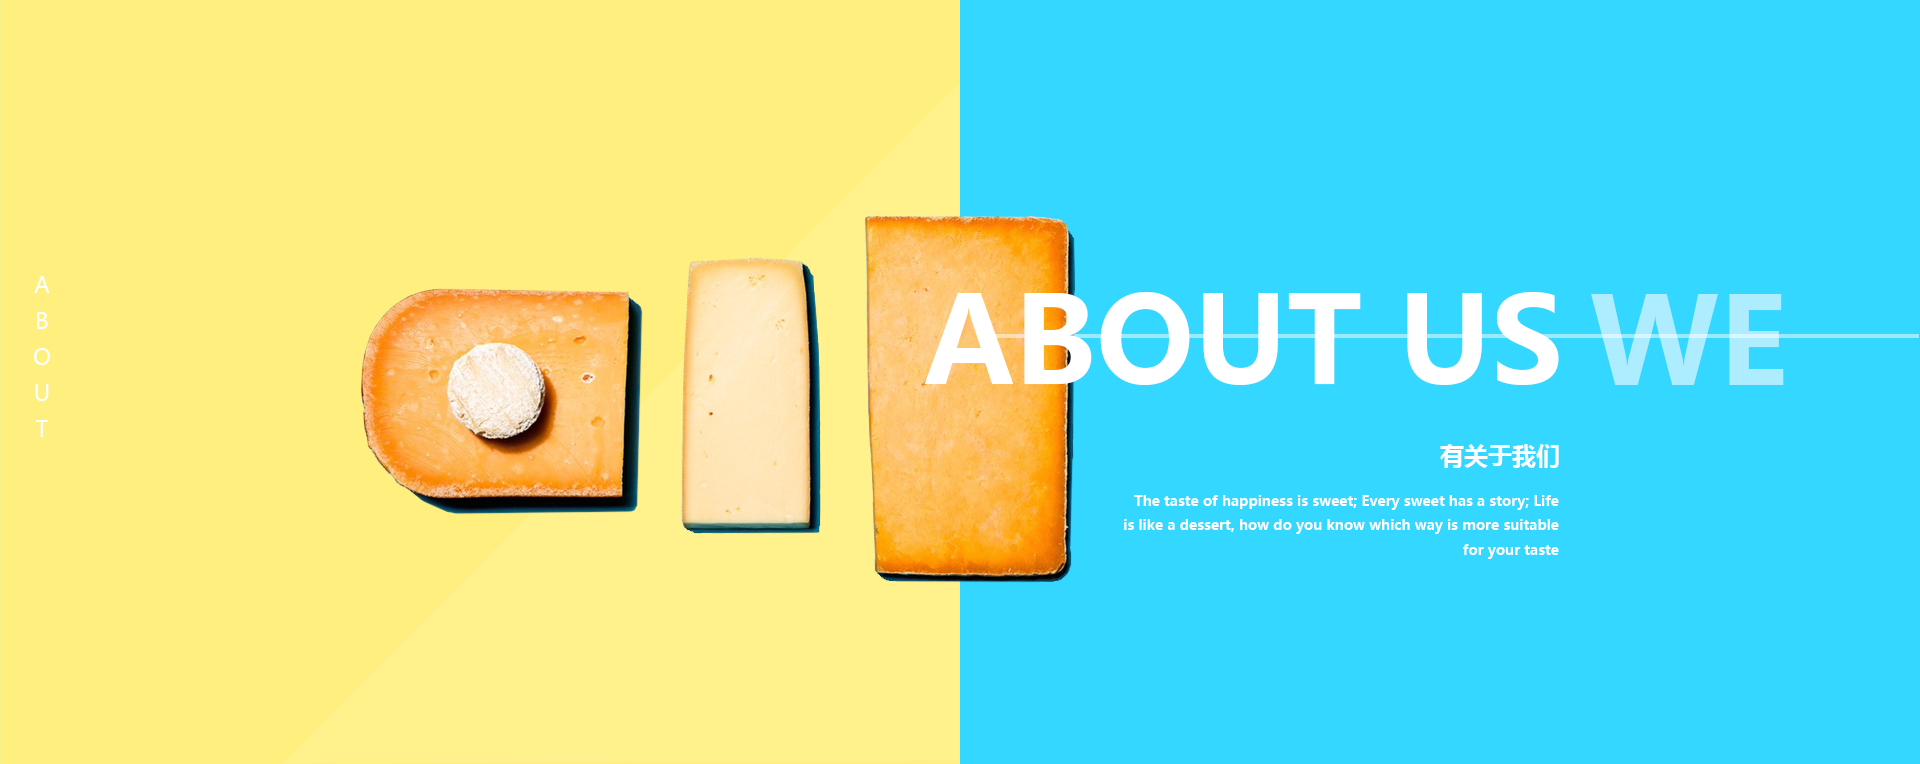 A
B
O
U
T
ABOUT US WE
有关于我们
The taste of happiness is sweet; Every sweet has a story; Life
is like a dessert, how do you know which way is more suitable
for your taste